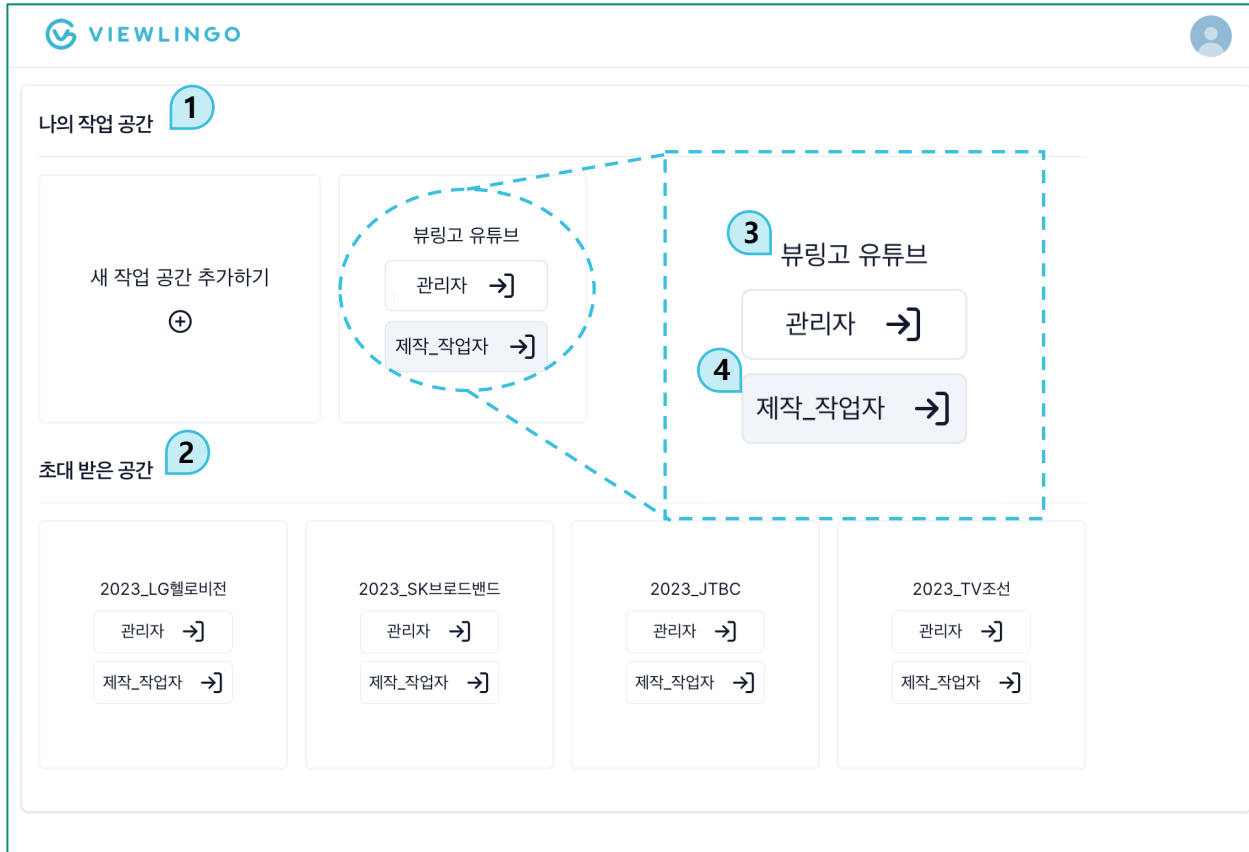 VIEWLINGO
나의 작업 공간
1
새 작업 공간 추가하기
뷰링고 유튜브
관리자
제작_작업자
3
뷰링고 유튜브
관리자
4
제작_작업자
초대 받은 공간
2
2023_LG헬로비전
관리자
제작_작업자
2023_SK브로드밴드
관리자
제작_작업자
2023_JTBC
관리자
제작_작업자
2023_TV조선
관리자
제작_작업자